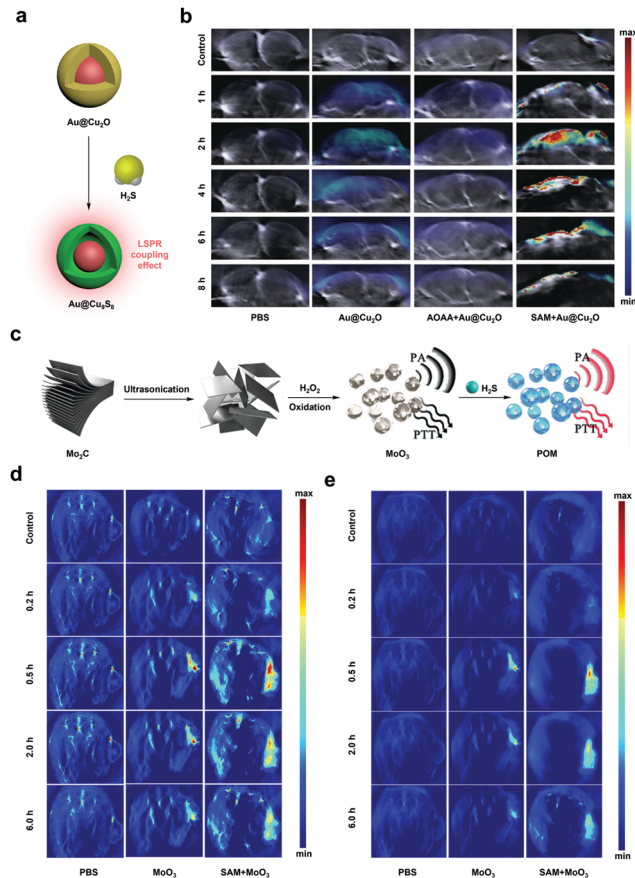 a
Au@Cu₂O
H₂S
LSPR
coupling
effect
Au@Cu₉S₈
b
Control
1 h
2 h
4 h
6 h
8 h
PBS
Au@Cu₂O
AOAA+Au@Cu₂O
SAM+Au@Cu₂O
max
min
c
Mo₂C
Ultrasonication
H₂O₂
Oxidation
PA
PTT
MoO₃
H₂S
PA
PTT
POM
d
Control
0.2 h
0.5 h
2.0 h
6.0 h
PBS
MoO₃
SAM+MoO₃
max
min
e
Control
0.2 h
0.5 h
2.0 h
6.0 h
PBS
MoO₃
SAM+MoO₃
max
min